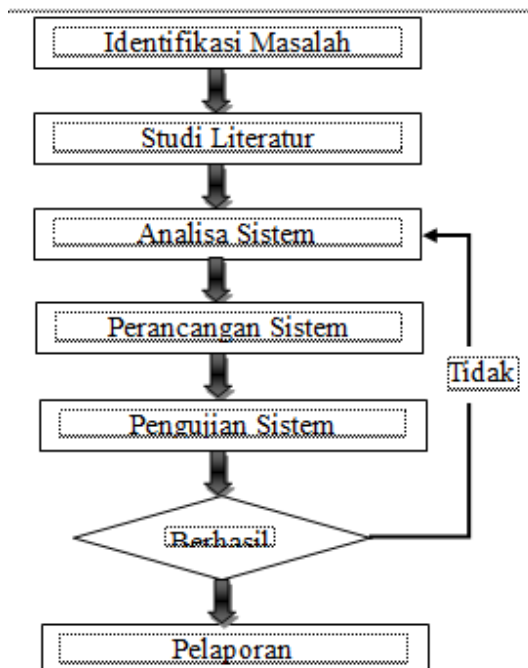 Identifikasi Masalah
Studi Literatur
Analisa Sistem
Perancangan Sistem
Tidak
Pengujian Sistem
Berhasil
Pelaporan